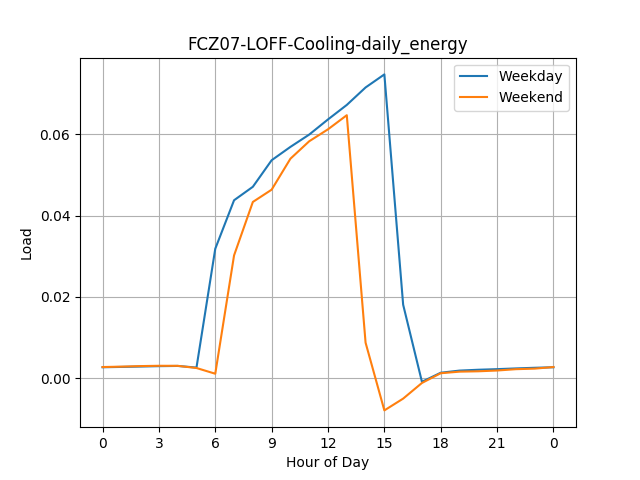 FCZ07-LOFF-Cooling-daily_energy
Weekday
Weekend
0.06
0.04
0.02
0.00
Load
0 3 6 9 12 15 18 21 0
Hour of Day